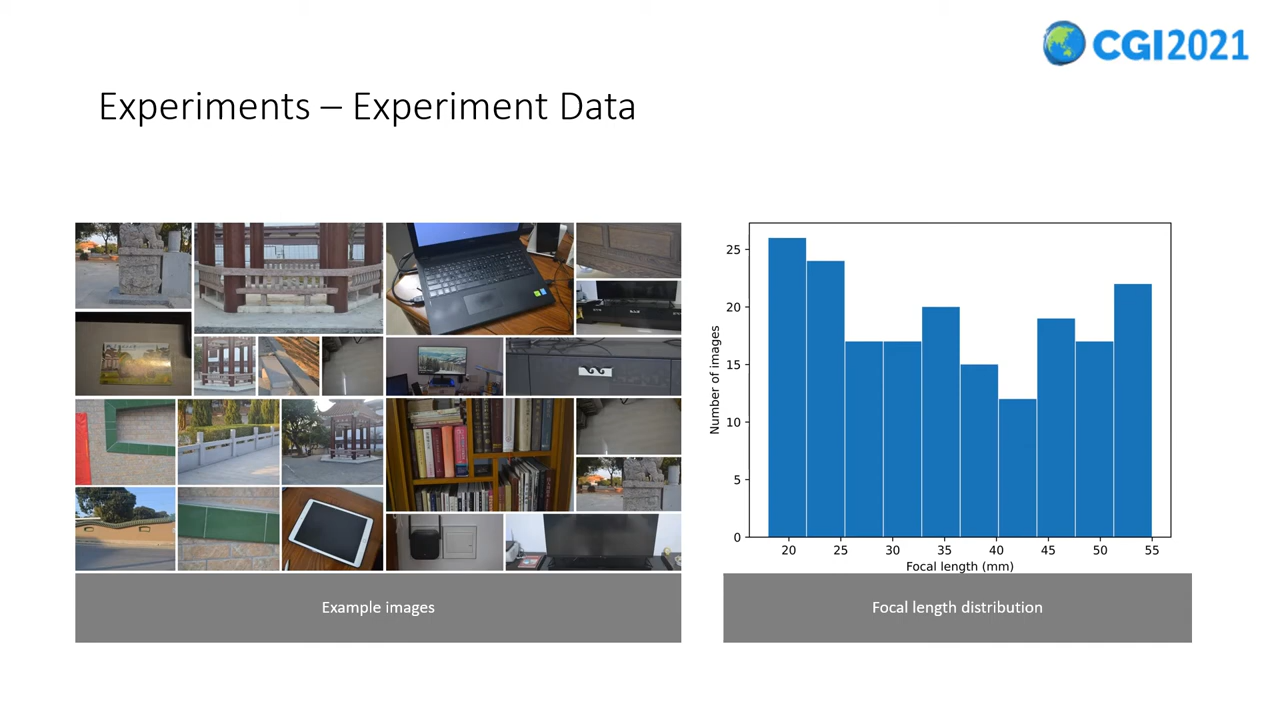 CGI2021
Experiments – Experiment Data
Number of images
25
20
15
10
5
0
20 25 30 35 40 45 50 55
Focal length (mm)
Example images
Focal length distribution